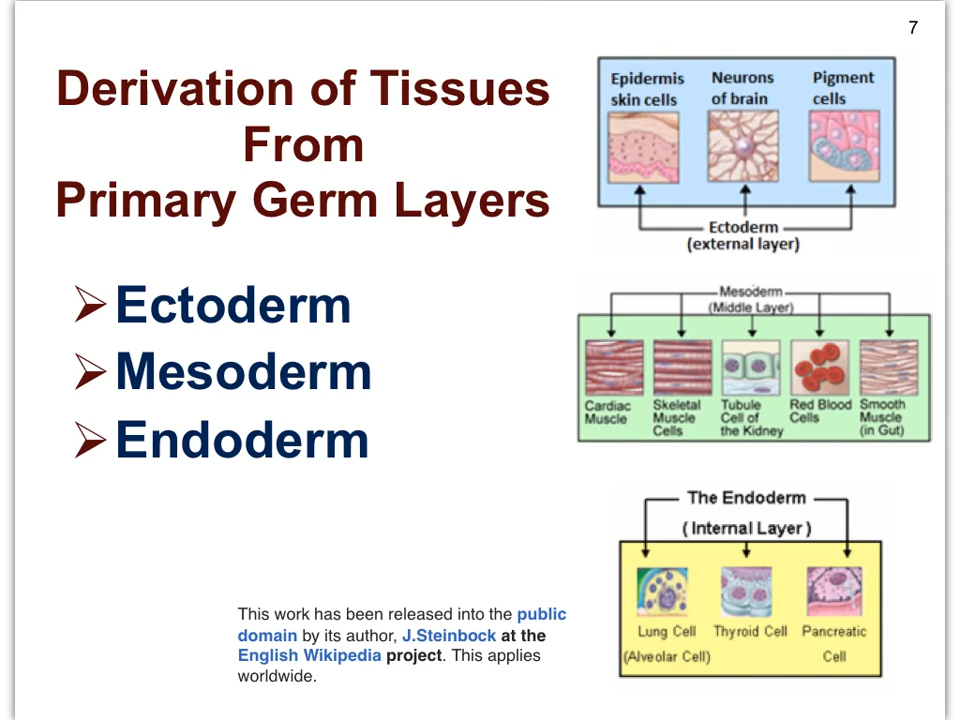 7
Derivation of Tissues
From
Primary Germ Layers
Ectoderm
Mesoderm
Endoderm
Epidermis
skin cells
Neurons
of brain
Pigment
cells
Ectoderm
(external layer)
Mesoderm
(Middle Layer)
Cardiac
Muscle
Skeletal
Muscle
Cells
Tubule
Cell of
the Kidney
Red Blood
Cells
Smooth
Muscle
(in Gut)
The Endoderm
( Internal Layer )
Lung Cell
(Alveolar Cell)
Thyroid Cell
Pancreatic
Cell
This work has been released into the public
domain by its author, J.Steinbock at the
English Wikipedia project. This applies
worldwide.